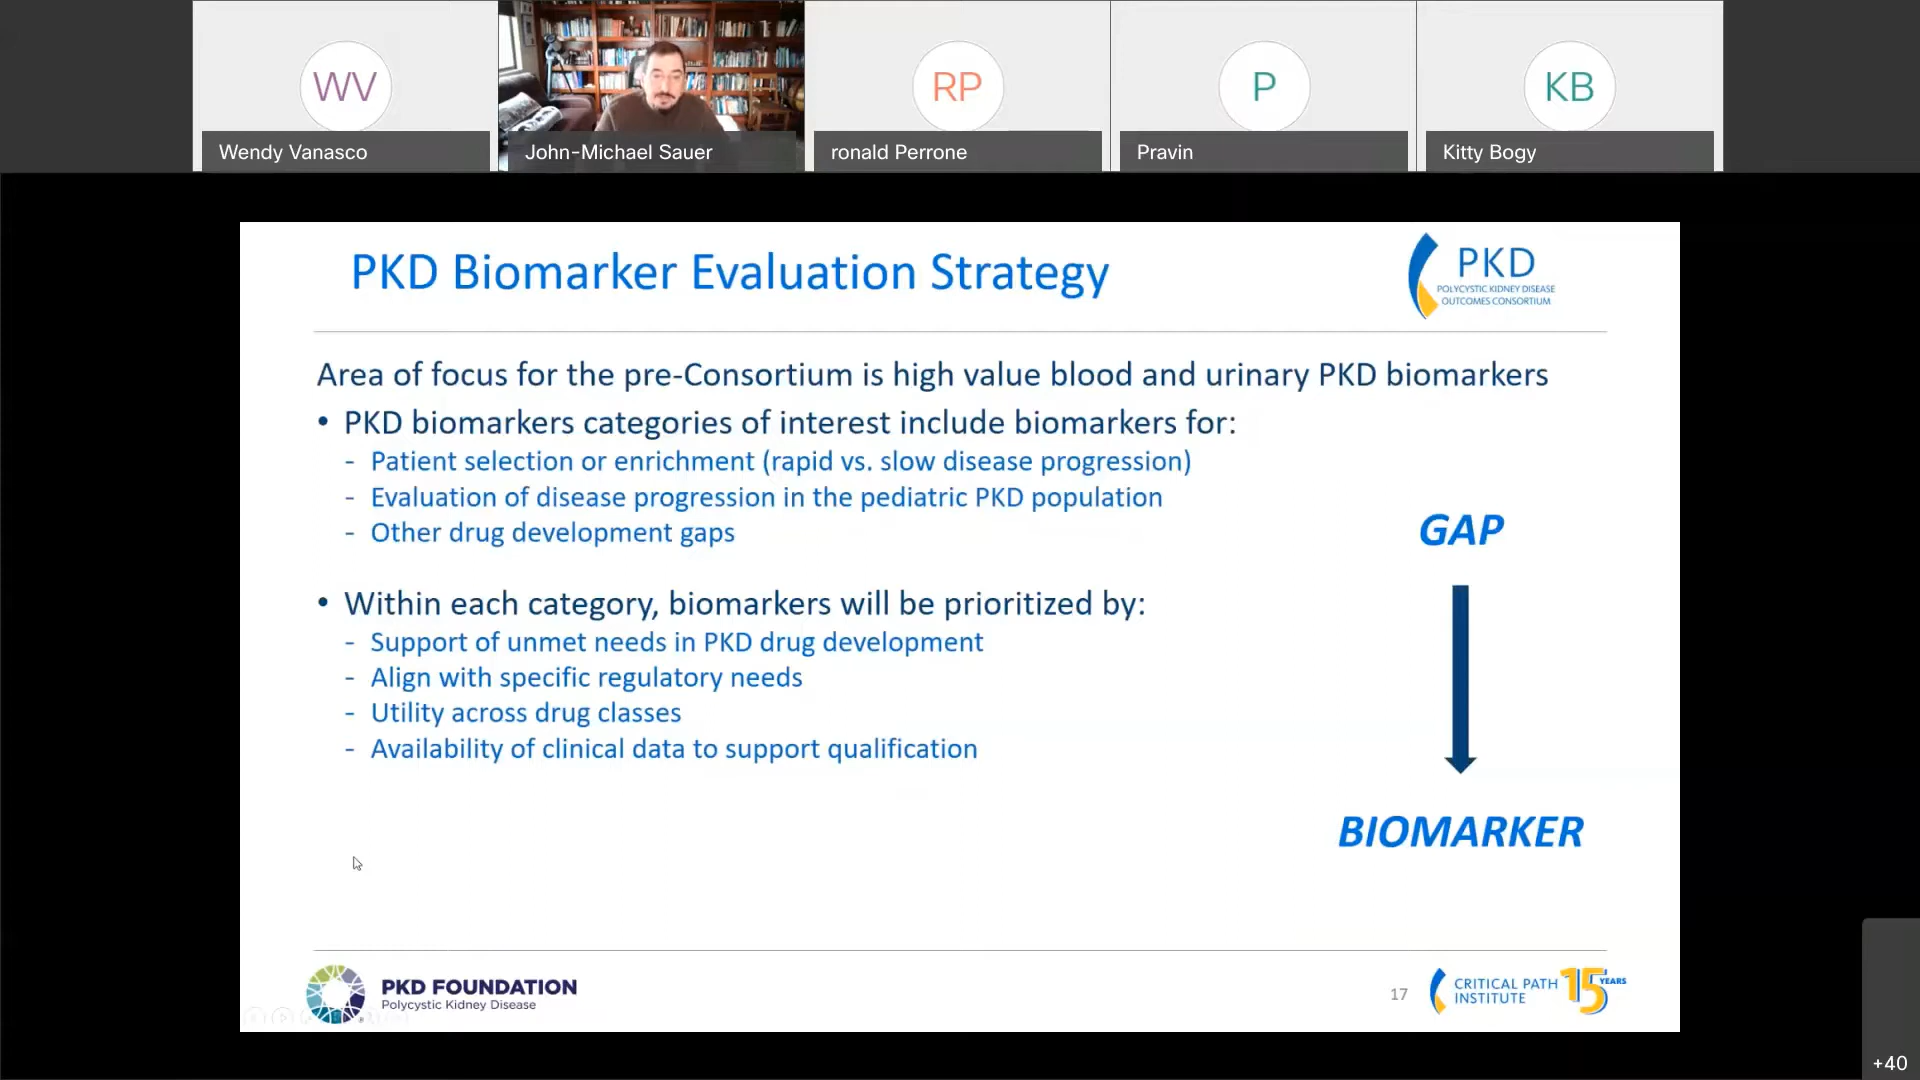 WV
RP
P
KB
Wendy Vanasco
John-Michael Sauer
ronald Perrone
Pravin
Kitty Bogy
PKD Biomarker Evaluation Strategy
PKD
POLYCYSTIC KIDNEY DISEASE
OUTCOMES CONSORTIUM
Area of focus for the pre-Consortium is high value blood and urinary PKD biomarkers
• PKD biomarkers categories of interest include biomarkers for:
- Patient selection or enrichment (rapid vs. slow disease progression)
- Evaluation of disease progression in the pediatric PKD population
- Other drug development gaps
GAP
• Within each category, biomarkers will be prioritized by:
- Support of unmet needs in PKD drug development
- Align with specific regulatory needs
- Utility across drug classes
- Availability of clinical data to support qualification
BIOMARKER
PKD FOUNDATION
Polycystic Kidney Disease
17
CRITICAL PATH
INSTITUTE
15 YEARS
+40